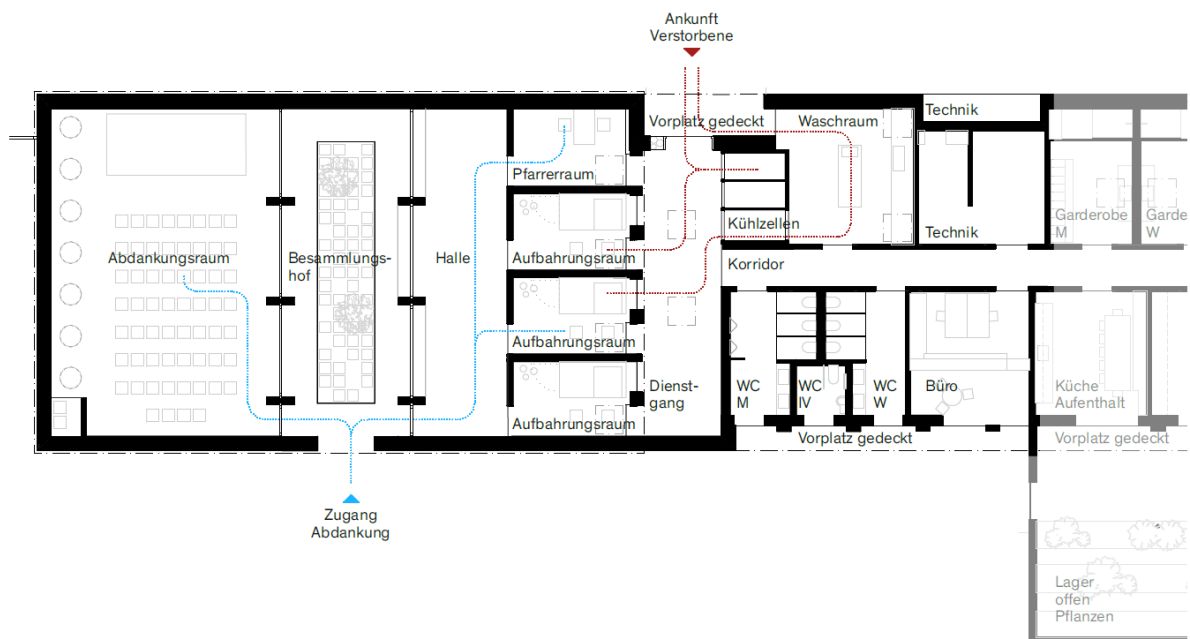 Ankunft
Verstorbene
Technik
Vorplatz gedeckt
Waschraum
Pfarrerraum
Kühlzellen
Technik
Garderobe
M
Garde
W
Abdankungsraum
Besammlungs-
hof
Halle
Aufbahrungsraum
Korridor
Aufbahrungsraum
Dienst-
gang
WC
M
WC
IV
WC
W
Büro
Küche
Aufenthalt
Aufbahrungsraum
Vorplatz gedeckt
Vorplatz gedeckt
Zugang
Abdankung
Lager
offen
Pflanzen